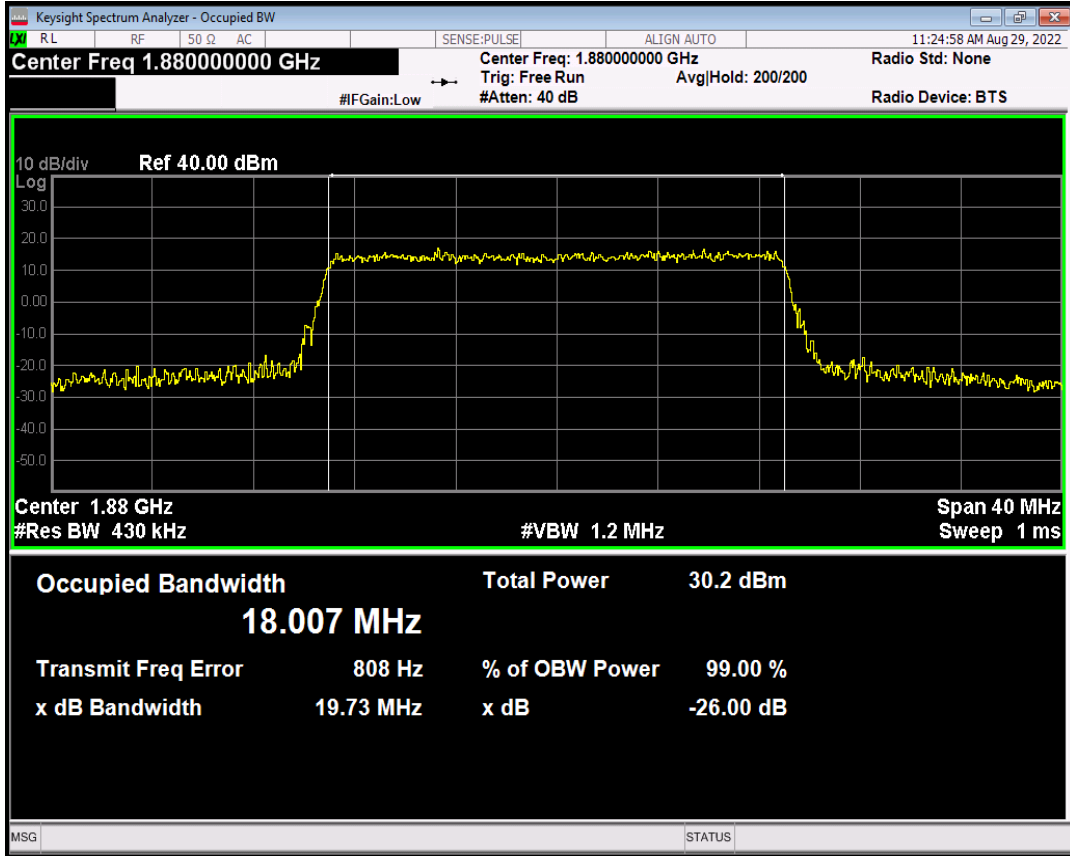 Keysight Spectrum Analyzer - Occupied BW
LXI RL RF 50 Ω AC SENSE:PULSE ALIGN AUTO 11:24:58 AM Aug 29, 2022
Center Freq 1.880000000 GHz Center Freq: 1.880000000 GHz Radio Std: None
Trig: Free Run Avg|Hold: 200/200
#IFGain:Low #Atten: 40 dB Radio Device: BTS
10 dB/div Ref 40.00 dBm
Log
30.0
20.0
10.0
0.00
-10.0
-20.0
-30.0
-40.0
-50.0
Center 1.88 GHz Span 40 MHz
#Res BW 430 kHz #VBW 1.2 MHz Sweep 1 ms
Occupied Bandwidth Total Power 30.2 dBm
18.007 MHz
Transmit Freq Error 808 Hz % of OBW Power 99.00 %
x dB Bandwidth 19.73 MHz x dB -26.00 dB
MSG STATUS